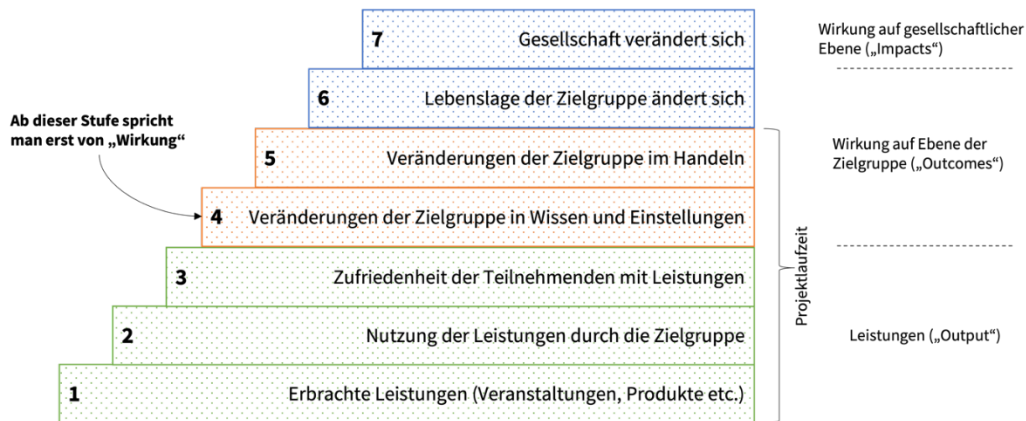 7 Gesellschaft verändert sich
Wirkung auf gesellschaftlicher
Ebene („Impacts“)
6 Lebenslage der Zielgruppe ändert sich
Ab dieser Stufe spricht
man erst von „Wirkung“
5 Veränderungen der Zielgruppe im Handeln
Wirkung auf Ebene der
Zielgruppe („Outcomes“)
4 Veränderungen der Zielgruppe in Wissen und Einstellungen
3 Zufriedenheit der Teilnehmenden mit Leistungen
Projektlaufzeit
2 Nutzung der Leistungen durch die Zielgruppe
Leistungen („Output“)
1 Erbrachte Leistungen (Veranstaltungen, Produkte etc.)